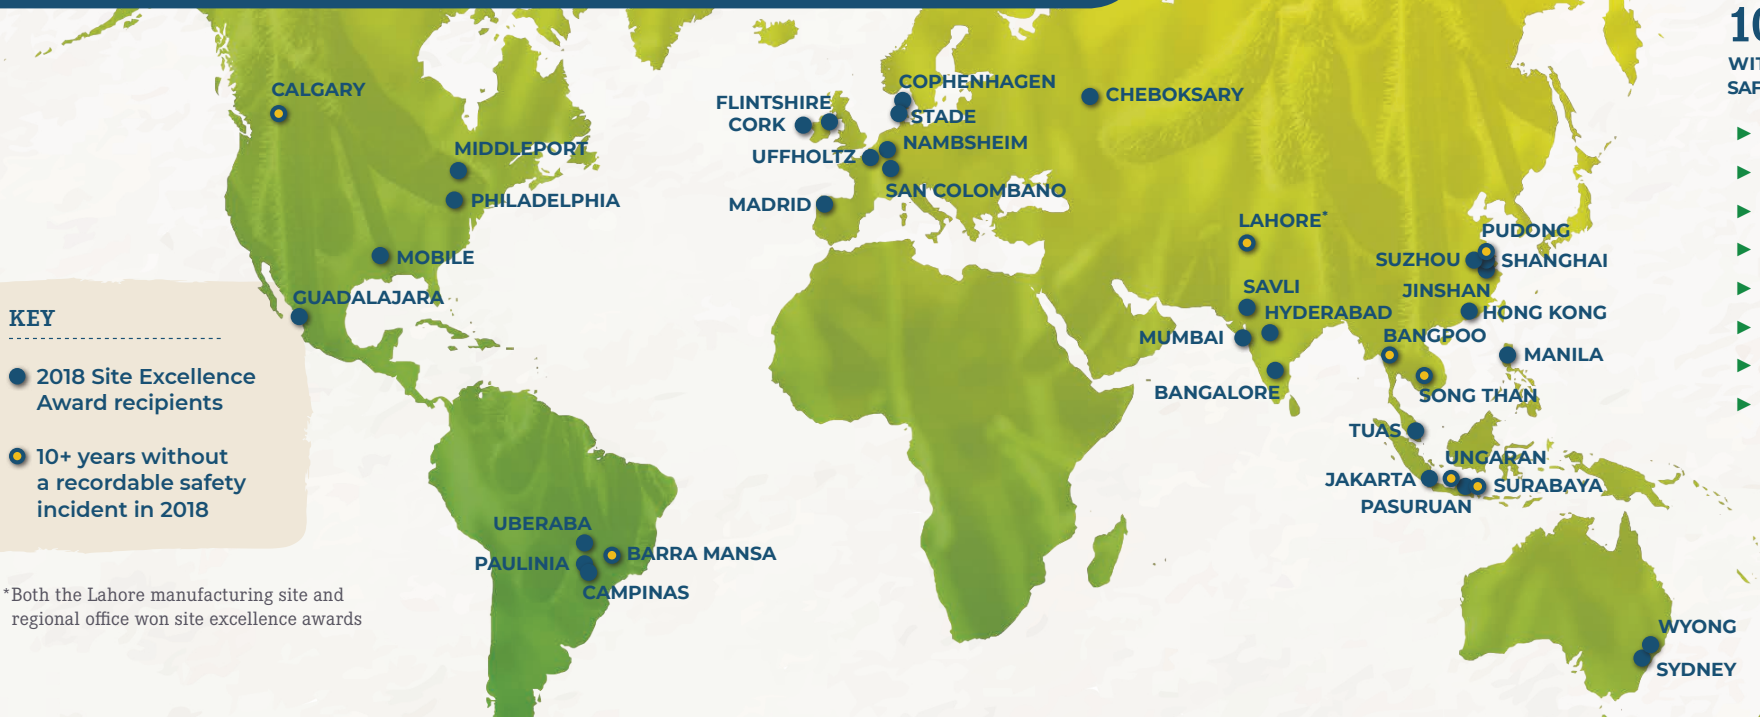 CALGARY
MIDDLEPORT
PHILADELPHIA
MOBILE
GUADALAJARA
KEY
2018 Site Excellence
Award recipients
10+ years without
a recordable safety
incident in 2018
*Both the Lahore manufacturing site and
regional office won site excellence awards
UBERABA
PAULINIA
BARRA MANSA
CAMPINAS
COPHENHAGEN
FLINTSHIRE
CORK
STADE
NAMBSHEIM
UFFHOLTZ
SAN COLOMBANO
MADRID
CHEBOKSARY
LAHORE*
SAVLI
HYDERABAD
MUMBAI
BANGALORE
PUDONG
SUZHOU
SHANGHAI
JINSHAN
HONG KONG
BANGPOO
MANILA
SONG THAN
TUAS
UNGARAN
JAKARTA
SURABAYA
PASURUAN
WYONG
SYDNEY
10
WIT
SAF